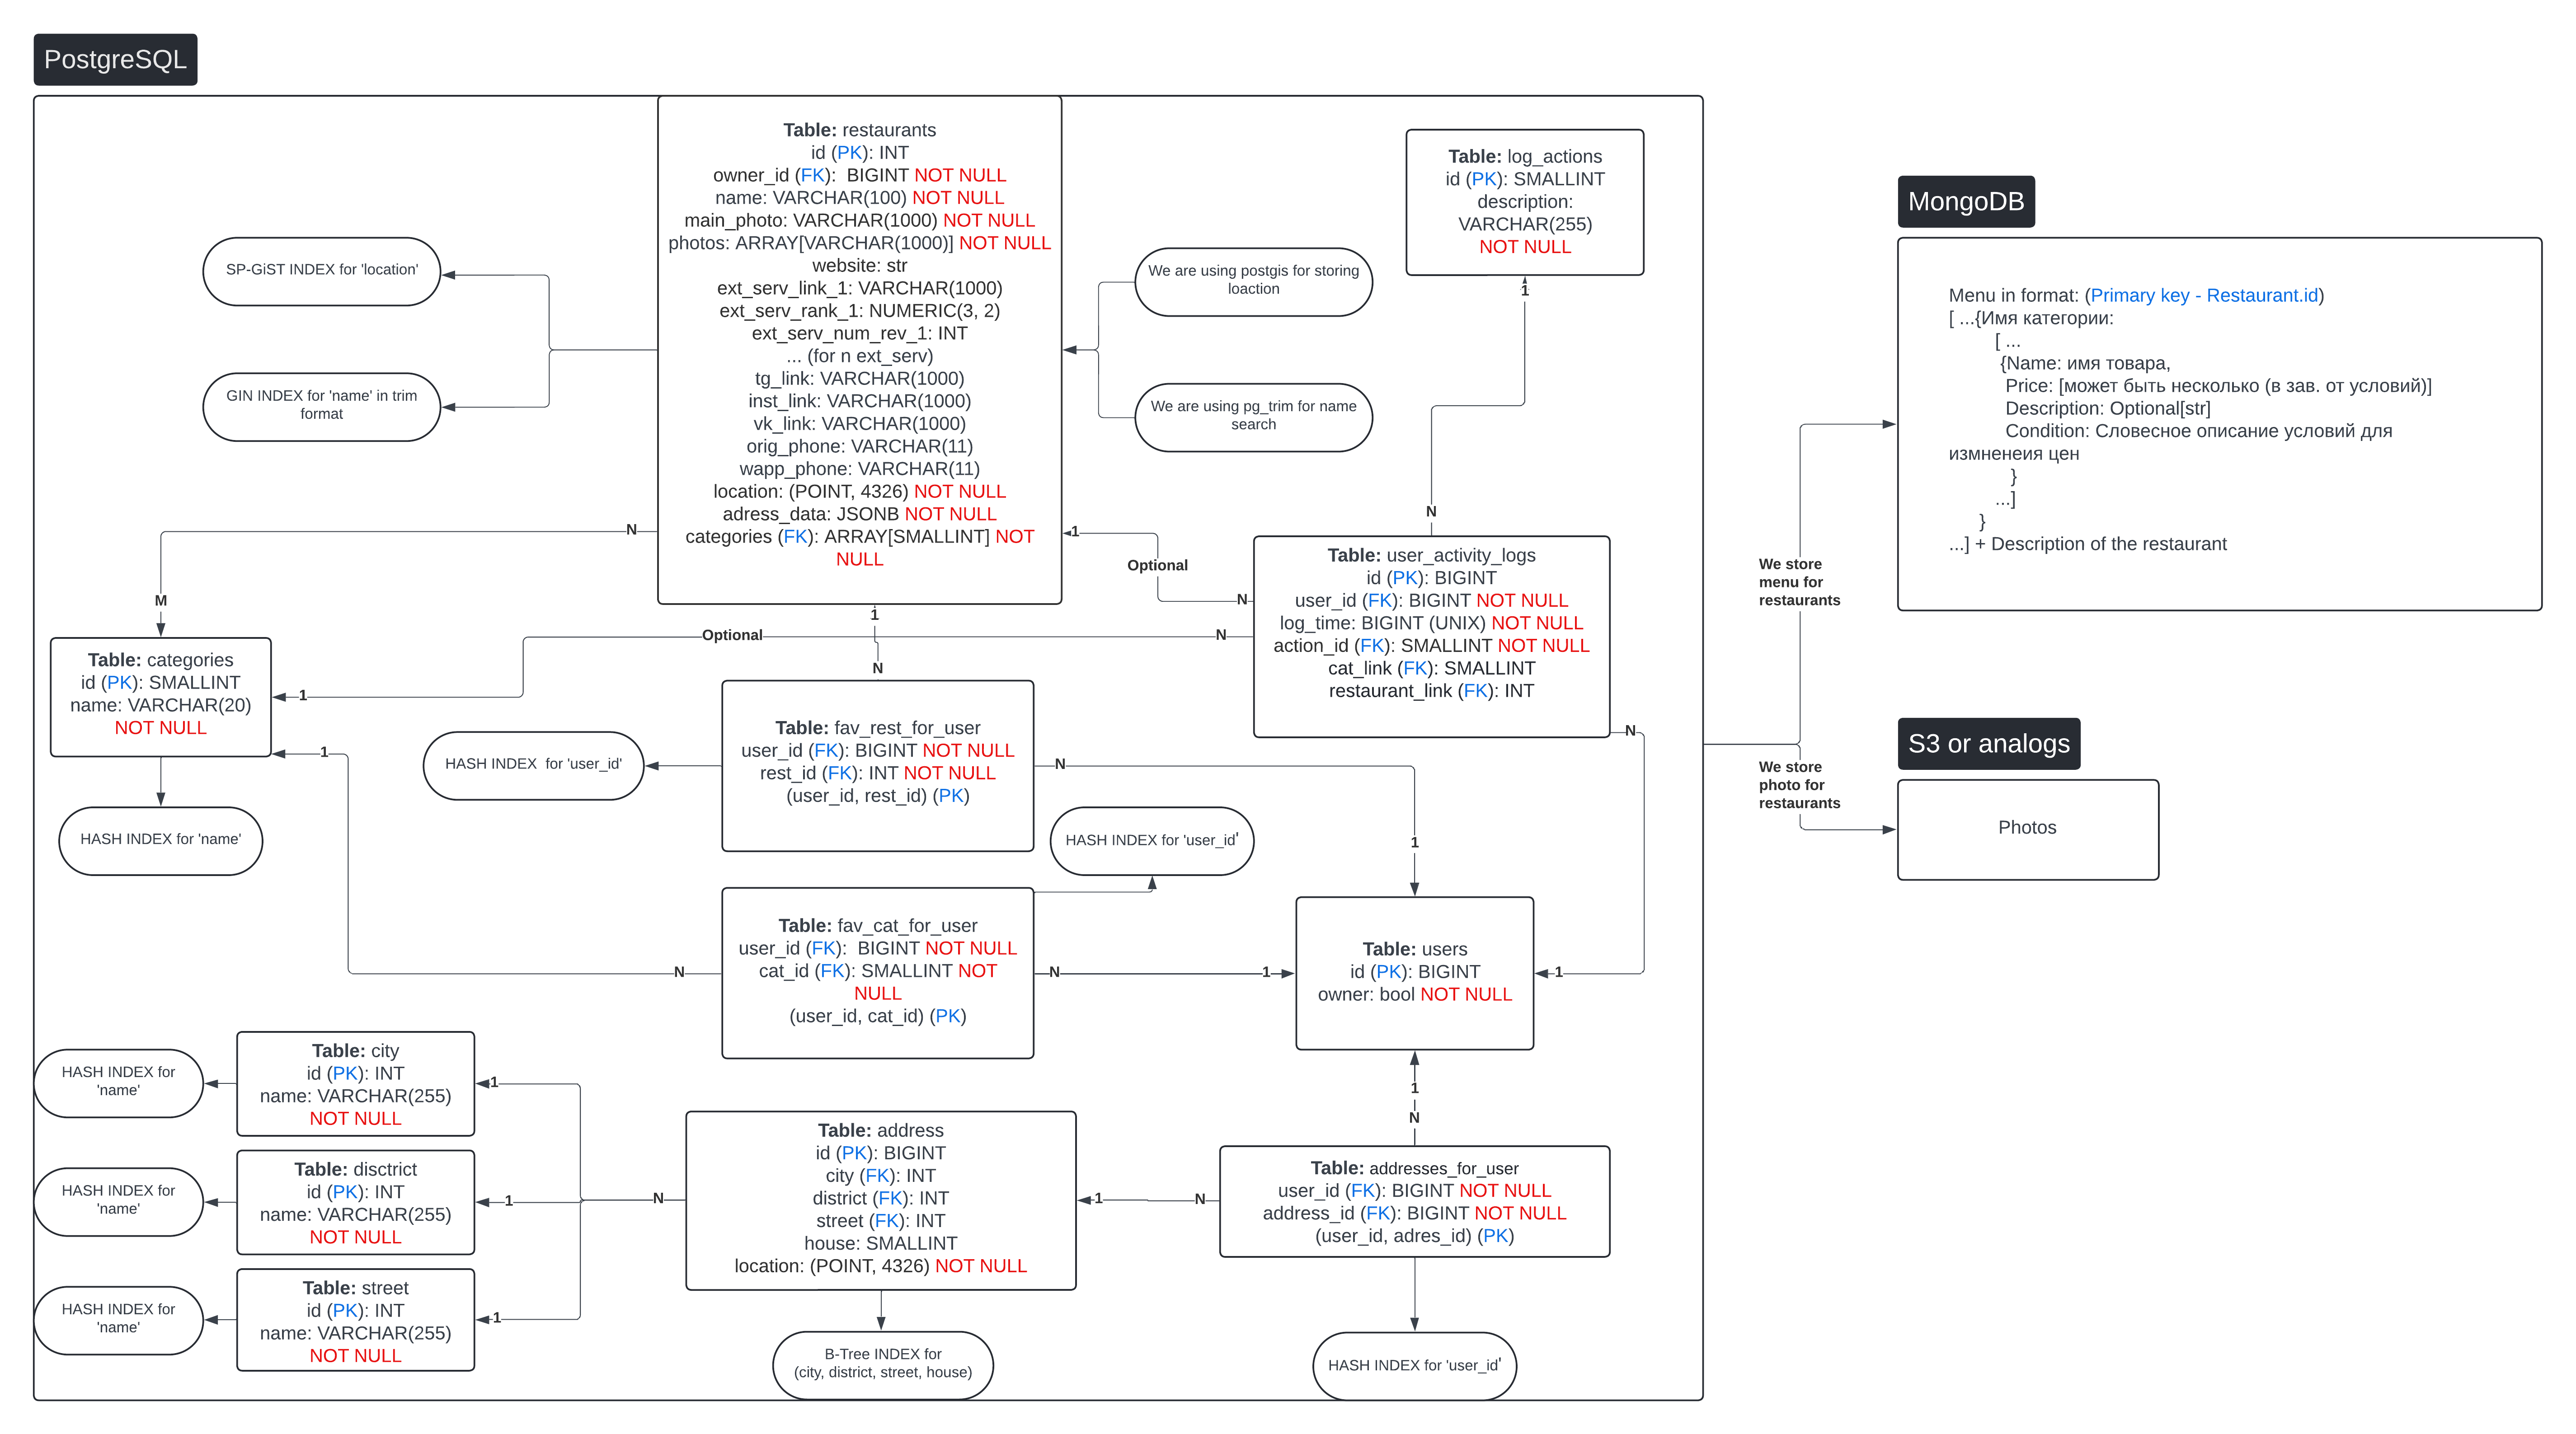 PostgreSQL
Table: restaurants
id (PK): INT
owner_id (FK):  BIGINT NOT NULL
name: VARCHAR(100) NOT NULL
main_photo: VARCHAR(1000) NOT NULL
photos: ARRAY[VARCHAR(1000)] NOT NULL
website: str
ext_serv_link_1: VARCHAR(1000)
ext_serv_rank_1: NUMERIC(3, 2)
ext_serv_num_rev_1: INT
... (for n ext_serv)
tg_link: VARCHAR(1000)
inst_link: VARCHAR(1000)
vk_link: VARCHAR(1000)
orig_phone: VARCHAR(11)
wapp_phone: VARCHAR(11)
location: (POINT, 4326) NOT NULL
adress_data: JSONB NOT NULL
categories (FK): ARRAY[SMALLINT] NOT
NULL
SP-GiST INDEX for 'location'
GIN INDEX for 'name' in trim
format
We are using postgis for storing
loaction
We are using pg_trim for name
search
Table: log_actions
id (PK): SMALLINT
description:
VARCHAR(255)
NOT NULL
1
N
N
M
1
Optional
N
Table: user_activity_logs
id (PK): BIGINT
user_id (FK): BIGINT NOT NULL
log_time: BIGINT (UNIX) NOT NULL
action_id (FK): SMALLINT NOT NULL
cat_link (FK): SMALLINT
restaurant_link (FK): INT
1
N
Optional
N
1
N
Table: categories
id (PK): SMALLINT
name: VARCHAR(20)
NOT NULL
1
HASH INDEX for 'name'
Table: fav_rest_for_user
user_id (FK): BIGINT NOT NULL
rest_id (FK): INT NOT NULL
(user_id, rest_id) (PK)
HASH INDEX  for 'user_id'
N
1
HASH INDEX for 'user_id'
Table: fav_cat_for_user
user_id (FK):  BIGINT NOT NULL
cat_id (FK): SMALLINT NOT
NULL
(user_id, cat_id) (PK)
N
N
1
Table: users
id (PK): BIGINT
owner: bool NOT NULL
1
1
N
HASH INDEX for
'name'
Table: city
id (PK): INT
name: VARCHAR(255)
NOT NULL
1
HASH INDEX for
'name'
Table: disctrict
id (PK): INT
name: VARCHAR(255)
NOT NULL
1
HASH INDEX for
'name'
Table: street
id (PK): INT
name: VARCHAR(255)
NOT NULL
1
N
Table: address
id (PK): BIGINT
city (FK): INT
district (FK): INT
street (FK): INT
house: SMALLINT
location: (POINT, 4326) NOT NULL
1
N
Table: addresses_for_user
user_id (FK): BIGINT NOT NULL
address_id (FK): BIGINT NOT NULL
(user_id, adres_id) (PK)
B-Tree INDEX for
(city, district, street, house)
HASH INDEX for 'user_id'
MongoDB
Menu in format: (Primary key - Restaurant.id)
[ ...{Имя категории:
[ ...
{Name: имя товара,
Price: [может быть несколько (в зав. от условий)]
Description: Optional[str]
Condition: Словесное описание условий для
измненеия цен
}
...]
}
...] + Description of the restaurant
We store
menu for
restaurants
S3 or analogs
We store
photo for
restaurants
Photos